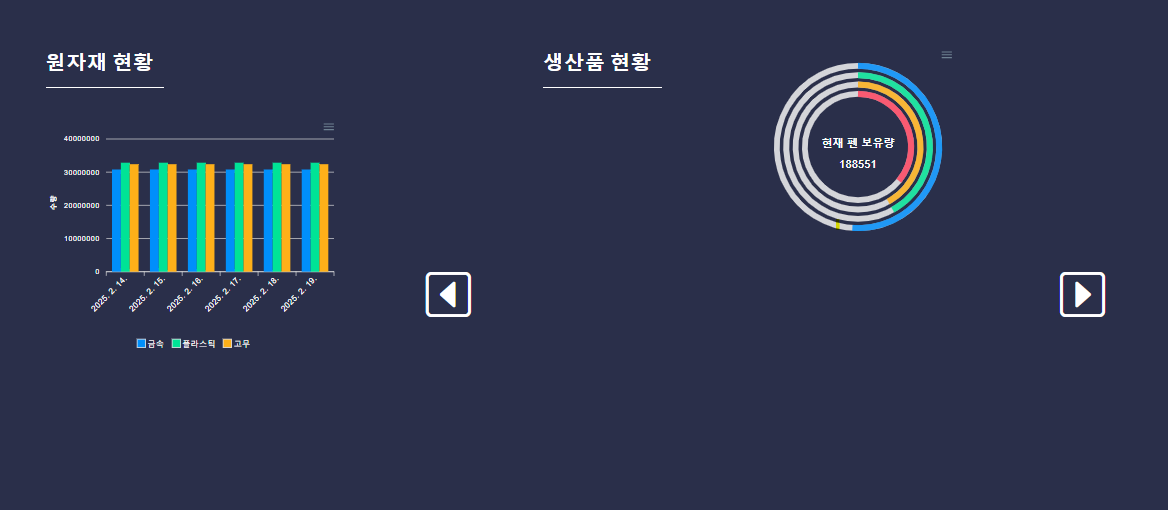 원자재 현황
40000000
30000000
20000000
10000000
0
수량
2025. 2. 14.
2025. 2. 15.
2025. 2. 16.
2025. 2. 17.
2025. 2. 18.
2025. 2. 19.
금속 플라스틱 고무
생산품 현황
현재 펜 보유량
188551